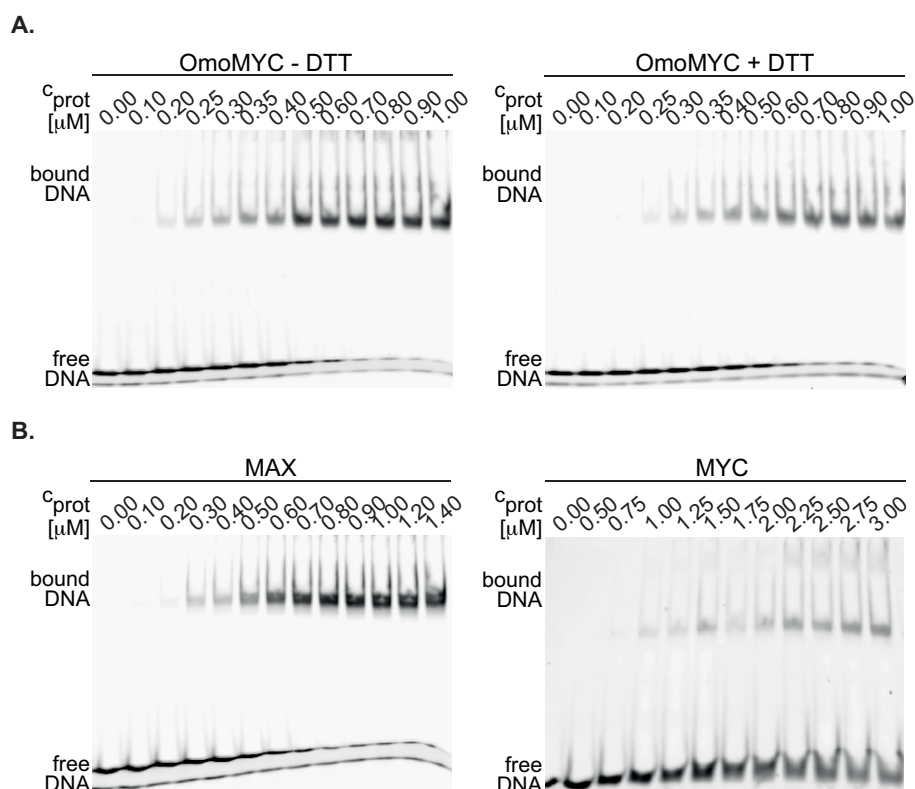 A.
OmoMYC - DTT
c prot [µM]
0.00 0.10 0.20 0.25 0.30 0.35 0.40 0.50 0.60 0.70 0.80 0.90 1.00
bound
DNA
free
DNA
OmoMYC + DTT
c prot [µM]
0.00 0.10 0.20 0.25 0.30 0.35 0.40 0.50 0.60 0.70 0.80 0.90 1.00
bound
DNA
free
DNA
B.
MAX
c prot [µM]
0.00 0.10 0.20 0.30 0.40 0.50 0.60 0.70 0.80 0.90 1.00 1.20 1.40
bound
DNA
free
DNA
MYC
c prot [µM]
0.00 0.50 0.75 1.00 1.25 1.50 1.75 2.00 2.25 2.50 2.75 3.00
bound
DNA
free
DNA